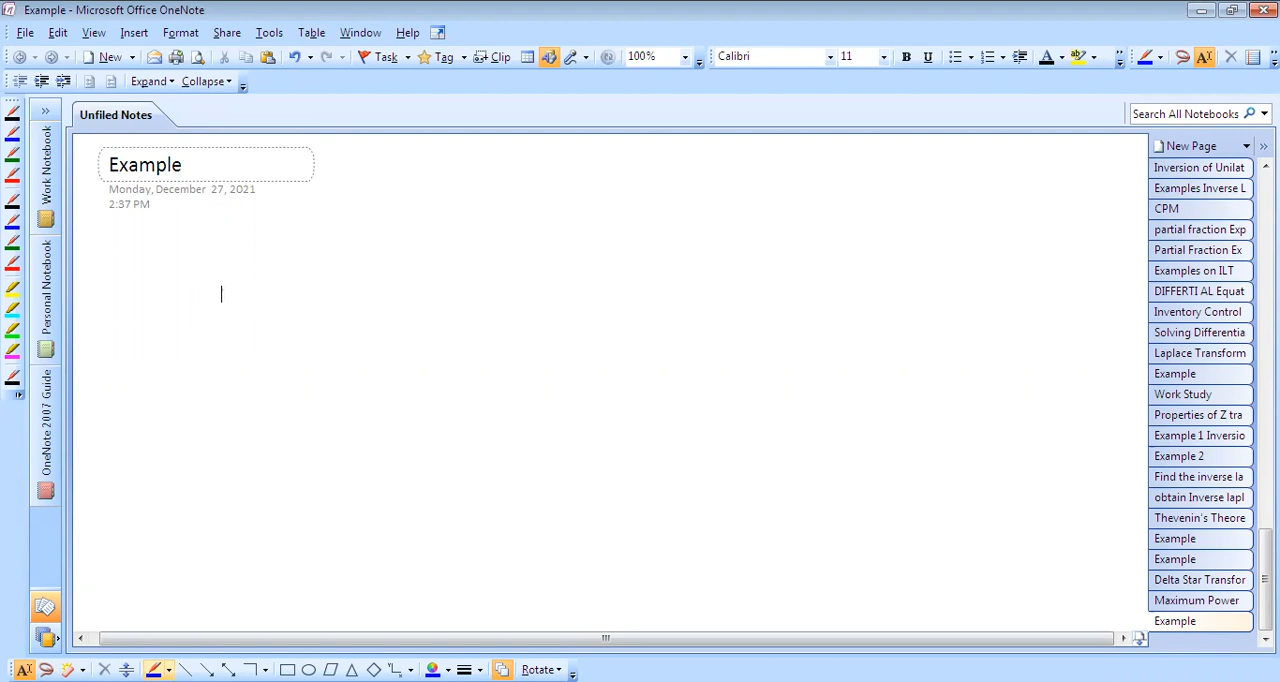 Example - Microsoft Office OneNote
File Edit View Insert Format Share Tools Table Window Help
New Task Tag Clip 100% Calibri 11 B U A ab A
Expand Collapse
Unfiled Notes
Search All Notebooks
Work Notebook
Personal Notebook
OneNote 2007 Guide
Example
Monday, December 27, 2021
2:37 PM
New Page
Inversion of Unilat
Examples Inverse L
CPM
partial fraction Exp
Partial Fraction Ex
Examples on ILT
DIFFERTI AL Equat
Inventory Control
Solving Differentia
Laplace Transform
Example
Work Study
Properties of Z tra
Example 1 Inversio
Example 2
Find the inverse la
obtain Inverse lapl
Thevenin's Theore
Example
Example
Delta Star Transfor
Maximum Power
Example
A Rotate